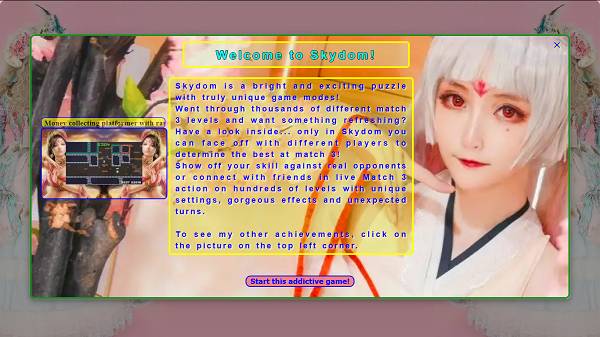 Welcome to Skydom!
Skydom is a bright and exciting puzzle
with truly unique game modes!
Went through thousands of different match
3 levels and want something refreshing?
Have a look inside... only in Skydom you
can face off with different players to
determine the best at match 3!
Show off your skill against real opponents
or connect with friends in live Match 3
action on hundreds of levels with unique
settings, gorgeous effects and unexpected
turns.
To see my other achievements, click on
the picture on the top left corner.
Money collecting platformer with
Start this addictive game!